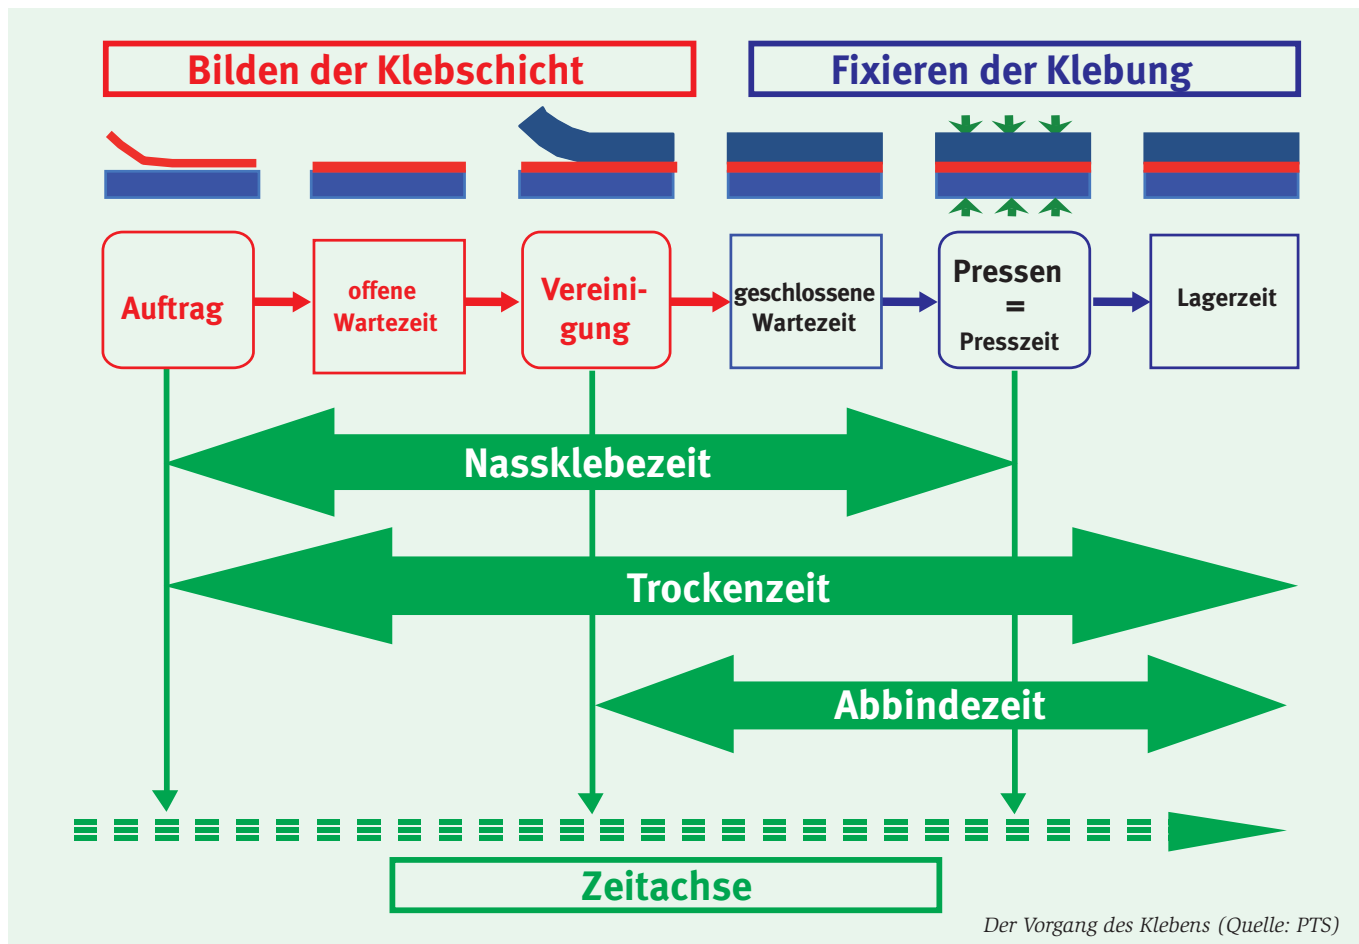 Bilden der Klebschicht
Fixieren der Klebung
Auftrag
offene
Wartezeit
Vereini-
gung
geschlossene
Wartezeit
Pressen
=
Presszeit
Lagerzeit
Nassklebezeit
Trockenzeit
Abbindezeit
Zeitachse
Der Vorgang des Klebens (Quelle: PTS)